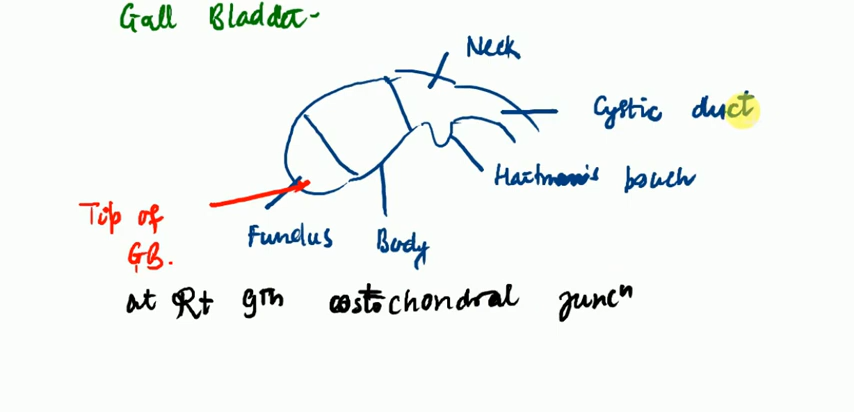 Gall Bladder-
Neck
Cystic duct
Hartmann's pouch
Tip of
GB.
Fundus
Body
at Rt 9th costochondral juncⁿ